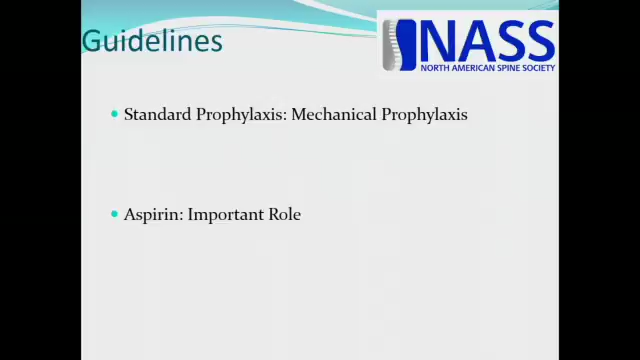 Guidelines
NASS
NORTH AMERICAN SPINE SOCIETY
Standard Prophylaxis: Mechanical Prophylaxis
Aspirin: Important Role